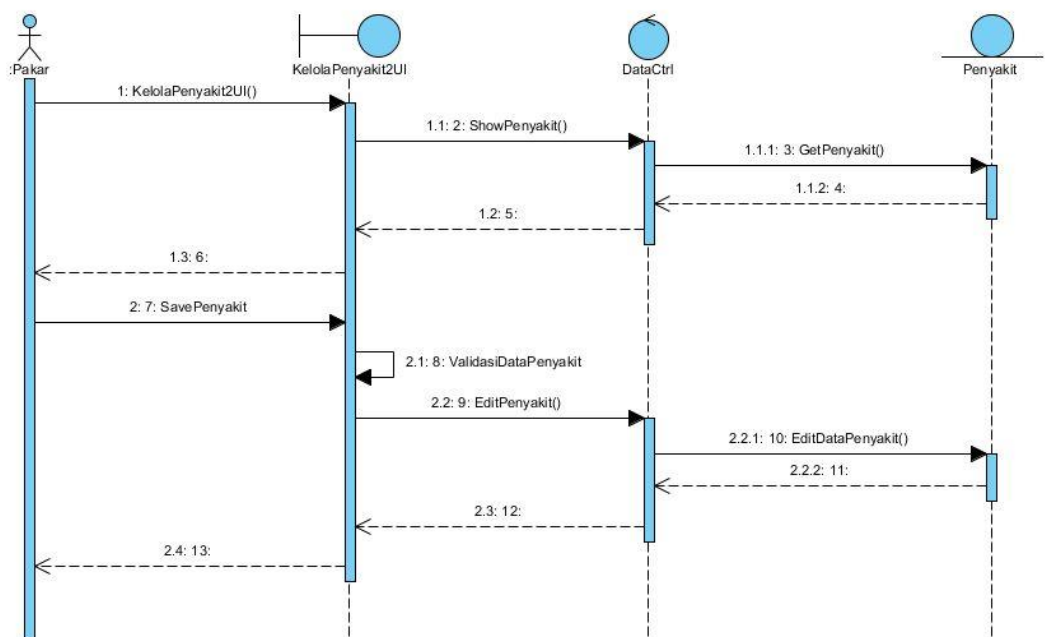 :Pakar
KelolaPenyakit2UI
DataCtrl
Penyakit
1: KelolaPenyakit2UI()
1.1: 2: ShowPenyakit()
1.1.1: 3: GetPenyakit()
1.1.2: 4:
1.2: 5:
1.3: 6:
2: 7: SavePenyakit
2.1: 8: ValidasiDataPenyakit
2.2: 9: EditPenyakit()
2.2.1: 10: EditDataPenyakit()
2.2.2: 11:
2.3: 12:
2.4: 13: